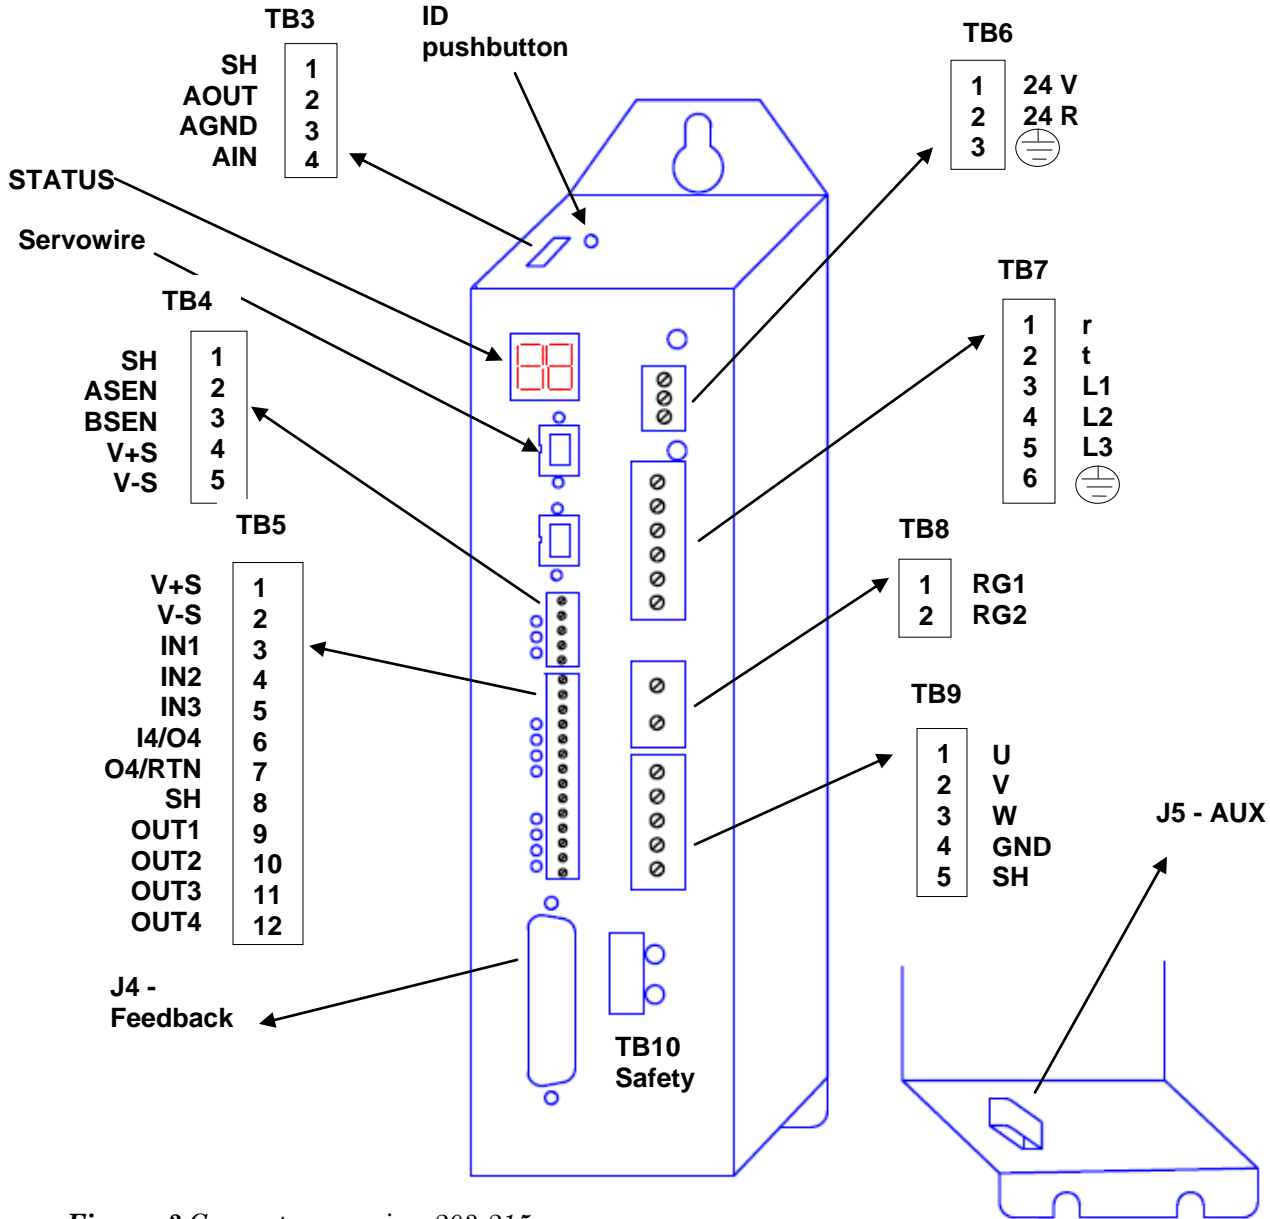 TB3
SH 1
AOUT 2
AGND 3
AIN 4
ID
pushbutton
TB6
1 24 V
2 24 R
3
STATUS
Servowire
TB4
SH 1
ASEN 2
BSEN 3
V+S 4
V-S 5
TB7
1 r
2 t
3 L1
4 L2
5 L3
6
TB5
V+S 1
V-S 2
IN1 3
IN2 4
IN3 5
I4/O4 6
O4/RTN 7
SH 8
OUT1 9
OUT2 10
OUT3 11
OUT4 12
TB8
1 RG1
2 RG2
TB9
1 U
2 V
3 W
4 GND
5 SH
J5 - AUX
J4 -
Feedback
TB10
Safety